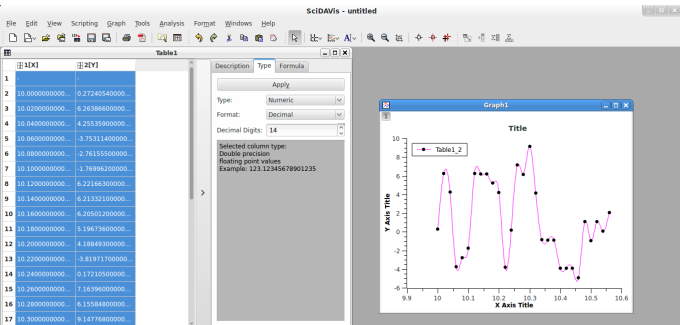 SciDAVis - untitled
File Edit View Scripting Graph Tools Analysis Format Windows Help
Table1
1[X] 2[Y]
1 - -
2 10.0000000000... 0.27240540000...
3 10.0200000000... 6.26386600000...
4 10.0400000000... 4.25535900000...
5 10.0600000000... -3.75311400000...
6 10.0800000000... -2.76155500000...
7 10.1000000000... -1.76996200000...
8 10.1200000000... 6.22166300000...
9 10.1400000000... 6.21332100000...
10 10.1600000000... 6.20501200000...
11 10.1800000000... 5.19673600000...
12 10.2000000000... 4.18849300000...
13 10.2200000000... -3.81971700000...
14 10.2400000000... 0.17210500000...
15 10.2600000000... 7.16396000000...
16 10.2800000000... 6.15584800000...
17 10.3000000000... 9.14776800000...
Description Type Formula
Apply
Type: Numeric
Format: Decimal
Decimal Digits: 14
Selected column type:
Double precision
floating point values
Example: 123.12345678901235
Graph1
1
Title
Table1_2
Y Axis Title
10
8
6
4
2
0
-2
-4
-6
9.9 10 10.1 10.2 10.3 10.4 10.5 10.6
X Axis Title